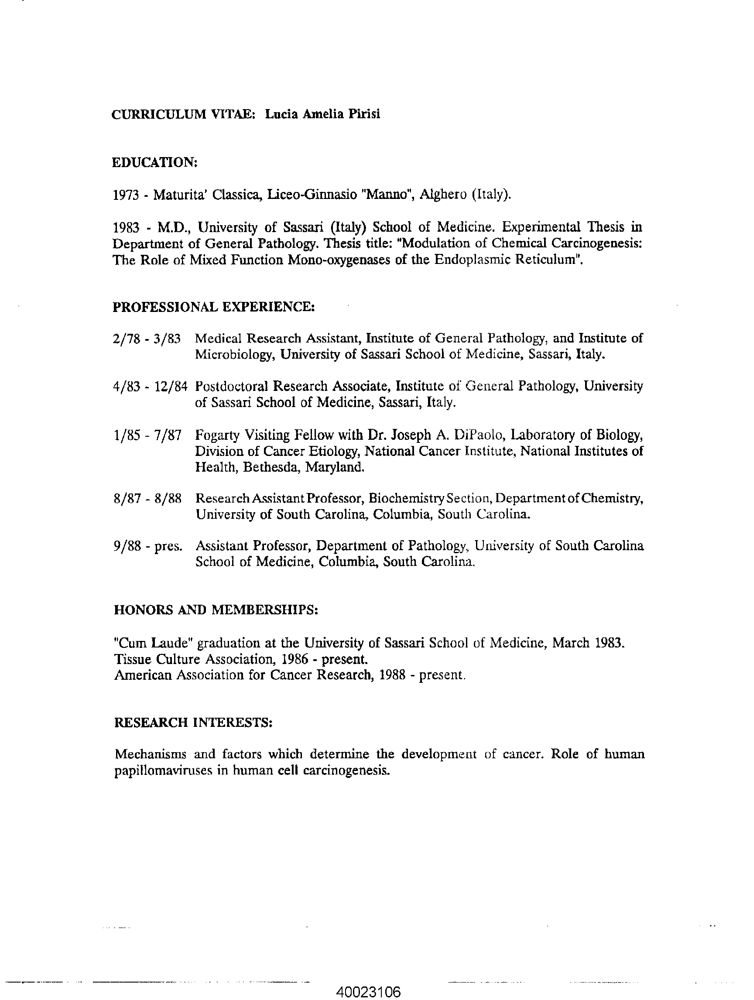 CURRICULUM VITAE: Lucia Amelia Pirisi
EDUCATION:
1973 - Maturita' Classica, Liceo-Ginnasio "Manno", Alghero (Italy).
1983 - M.D., University of Sassari (Italy) School of Medicine. Experimental Thesis in
Department of General Pathology. Thesis title: "Modulation of Chemical Carcinogenesis:
The Role of Mixed Function Mono-oxygenases of the Endoplasmic Reticulum".
PROFESSIONAL EXPERIENCE:
2/78 - 3/83 Medical Research Assistant, Institute of General Pathology, and Institute of
Microbiology, University of Sassari School of Medicine, Sassari, Italy.
4/83 - 12/84 Postdoctoral Research Associate, Institute of General Pathology, University
of Sassari School of Medicine, Sassari, Italy.
1/85 - 7/87 Fogarty Visiting Fellow with Dr. Joseph A. DiPaolo, Laboratory of Biology,
Division of Cancer Etiology, National Cancer Institute, National Institutes of
Health, Bethesda, Maryland.
8/87 - 8/88 Research Assistant Professor, Biochemistry Section, Department of Chemistry,
University of South Carolina, Columbia, South Carolina.
9/88 - pres. Assistant Professor, Department of Pathology, University of South Carolina
School of Medicine, Columbia, South Carolina.
HONORS AND MEMBERSHIPS:
"Cum Laude" graduation at the University of Sassari School of Medicine, March 1983.
Tissue Culture Association, 1986 - present.
American Association for Cancer Research, 1988 - present.
RESEARCH INTERESTS:
Mechanisms and factors which determine the development of cancer. Role of human
papillomaviruses in human cell carcinogenesis.
40023106